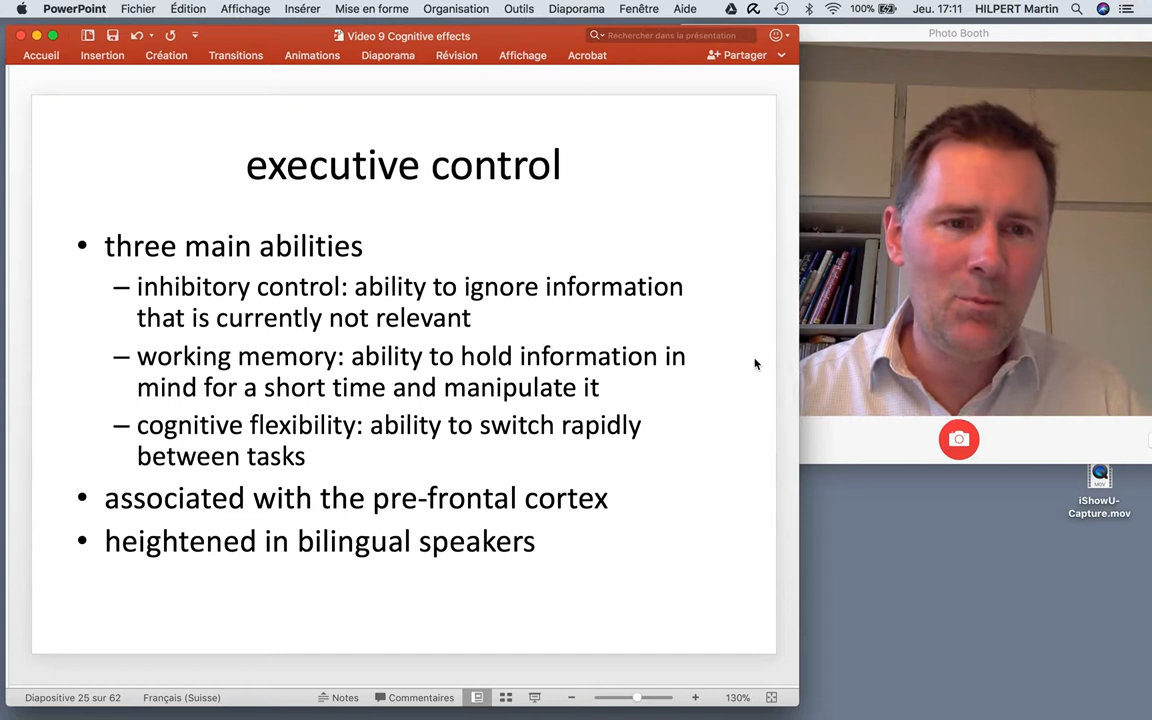 PowerPoint Fichier Édition Affichage Insérer Mise en forme Organisation Outils Diaporama Fenêtre Aide 100% Jeu. 17:11 HILPERT Martin
Video 9 Cognitive effects
Rechercher dans la présentation
Photo Booth
Accueil Insertion Création Transitions Animations Diaporama Révision Affichage Acrobat Partager
executive control
• three main abilities
– inhibitory control: ability to ignore information
that is currently not relevant
– working memory: ability to hold information in
mind for a short time and manipulate it
– cognitive flexibility: ability to switch rapidly
between tasks
• associated with the pre-frontal cortex
• heightened in bilingual speakers
MOV
iShowU-
Capture.mov
Diapositive 25 sur 62 Français (Suisse) Notes Commentaires 130%